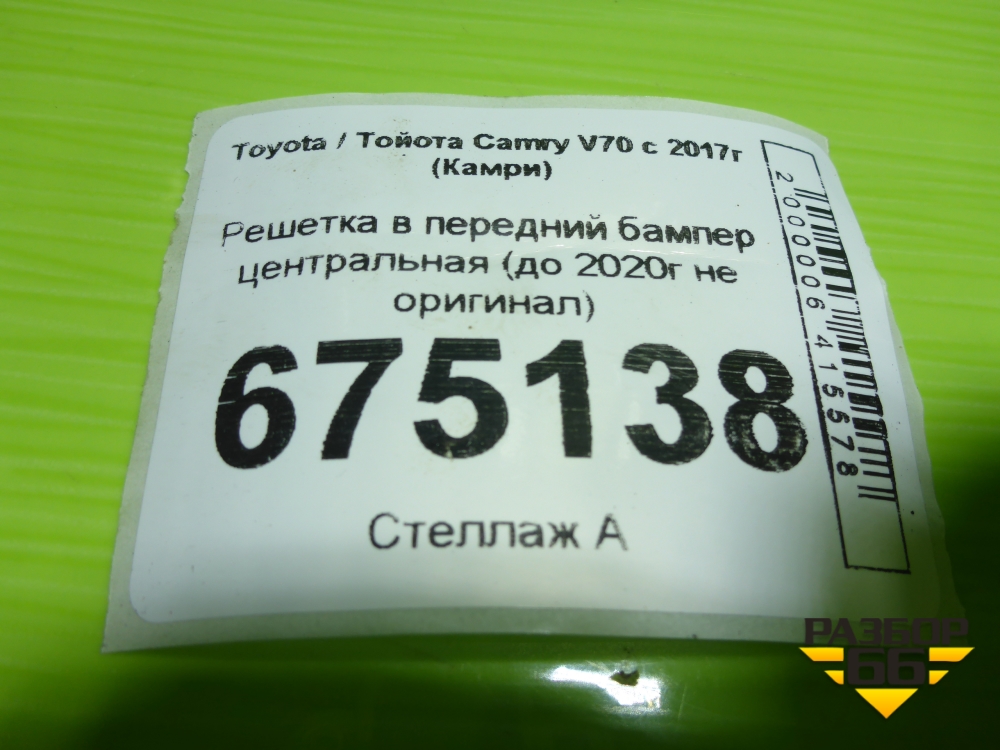 Toyota / Тойота Camry V70 с 2017г
(Камри)
Решетка в передний бампер
центральная (до 2020г не
оригинал)
675138
Стеллаж А
2000006415578
РАЗБОР
66